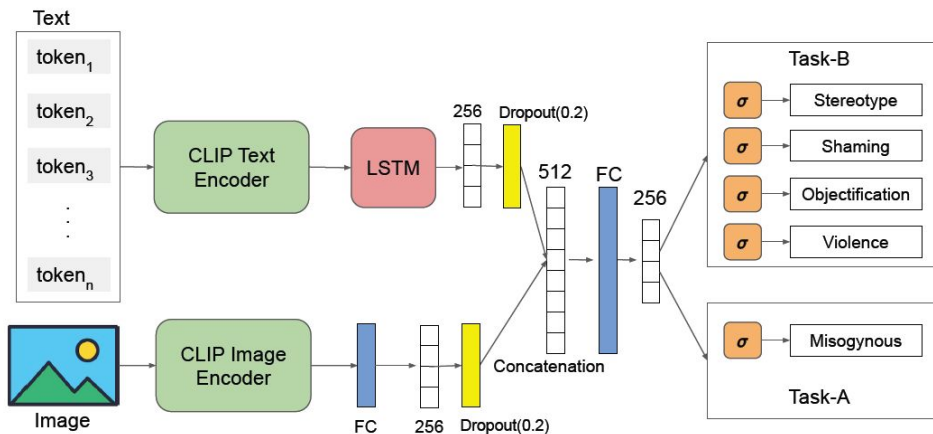 Text
token1
token2
token3
.
.
.
tokenn
CLIP Text
Encoder
LSTM
256
Dropout(0.2)
512
FC
256
Concatenation
Image
CLIP Image
Encoder
FC
256
Dropout(0.2)
Task-B
σ
Stereotype
σ
Shaming
σ
Objectification
σ
Violence
σ
Misogynous
Task-A